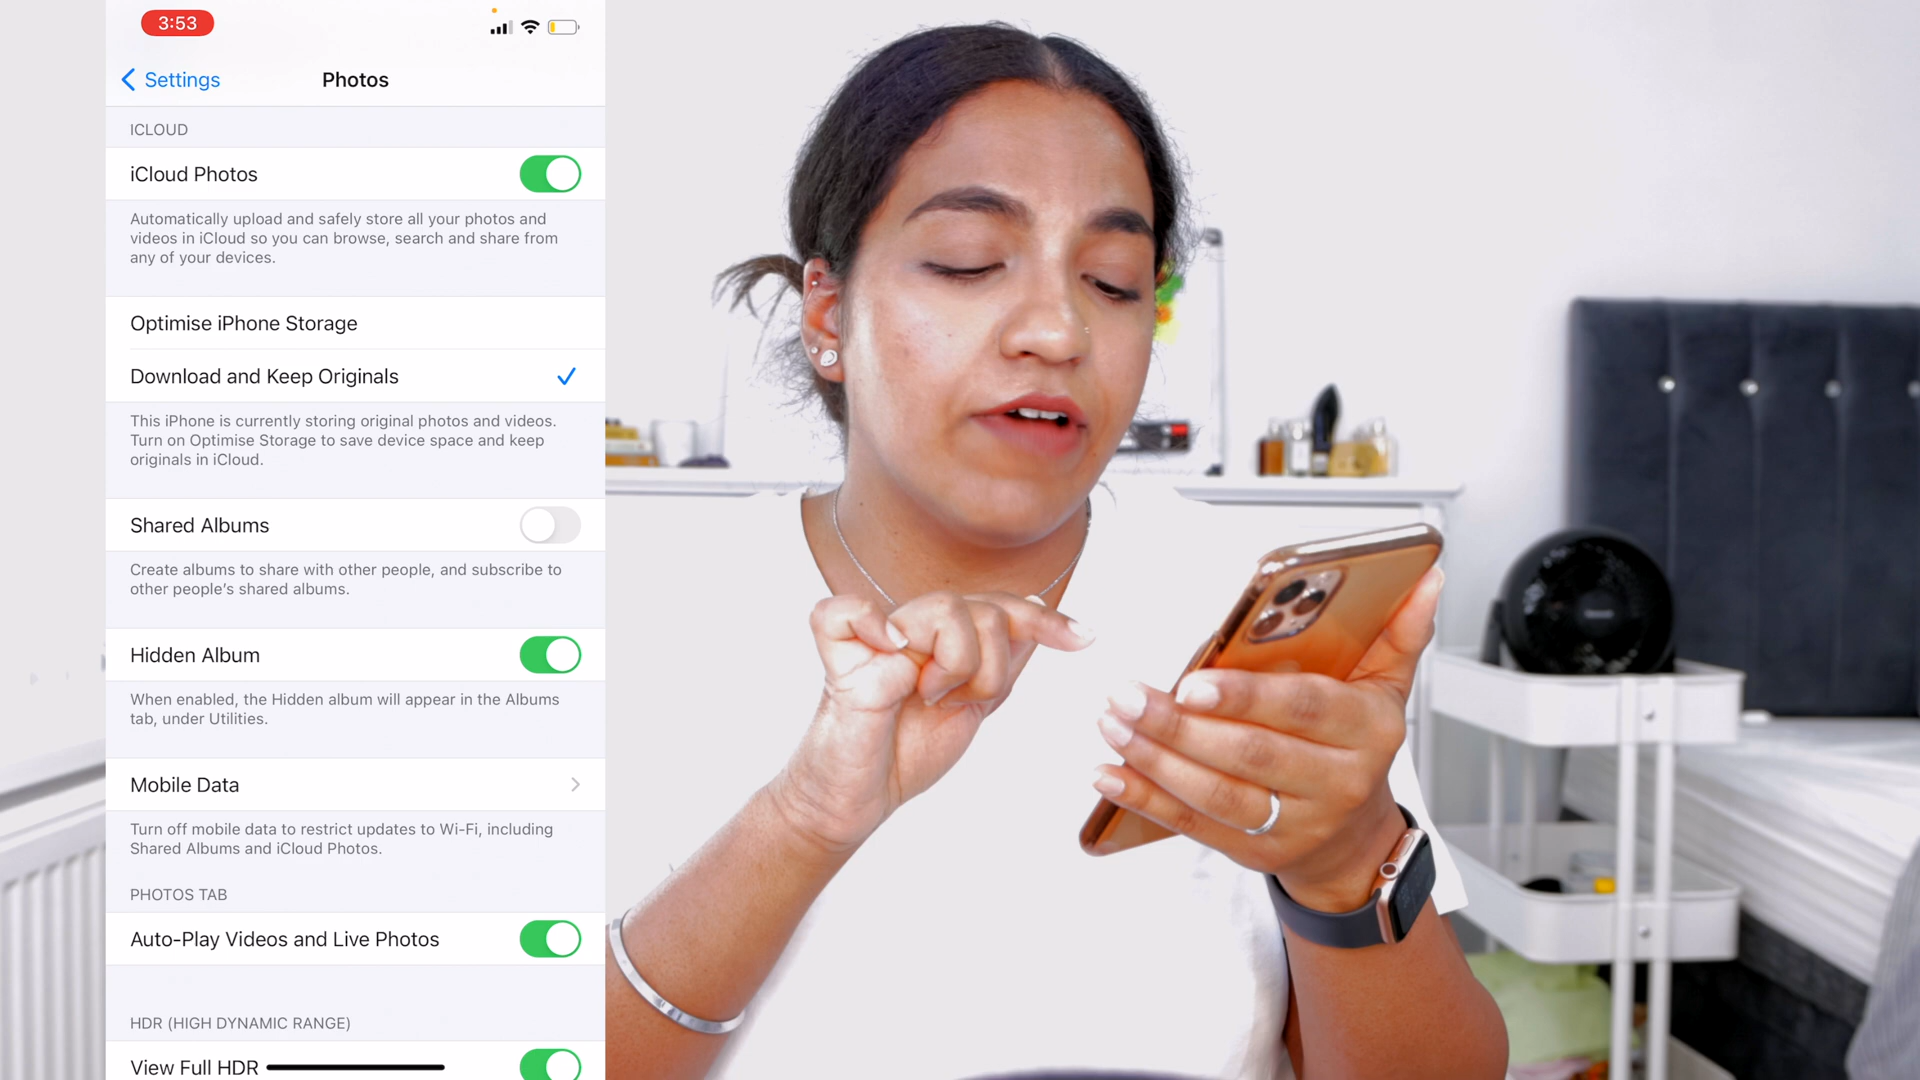 3:53
Settings
Photos
ICLOUD
iCloud Photos
Automatically upload and safely store all your photos and
videos in iCloud so you can browse, search and share from
any of your devices.
Optimise iPhone Storage
Download and Keep Originals
This iPhone is currently storing original photos and videos.
Turn on Optimise Storage to save device space and keep
originals in iCloud.
Shared Albums
Create albums to share with other people, and subscribe to
other people's shared albums.
Hidden Album
When enabled, the Hidden album will appear in the Albums
tab, under Utilities.
Mobile Data
Turn off mobile data to restrict updates to Wi-Fi, including
Shared Albums and iCloud Photos.
PHOTOS TAB
Auto-Play Videos and Live Photos
HDR (HIGH DYNAMIC RANGE)
View Full HDR